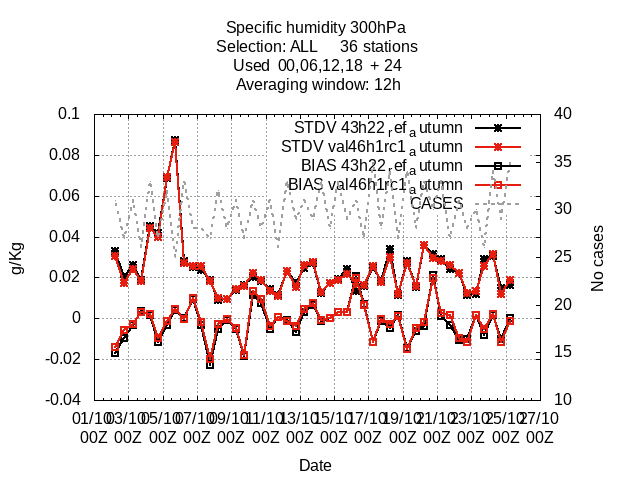 Specific humidity 300hPa
Selection: ALL 36 stations
Used 00,06,12,18 + 24
Averaging window: 12h
0.1
0.08
0.06
0.04
0.02
0
-0.02
-0.04
g/Kg
STDV 43h22_ref_autumn
STDV val46h1rc1_autumn
BIAS 43h22_ref_autumn
BIAS val46h1rc1_autumn
CASES
40
35
30
25
20
15
10
No cases
01/10 03/10 05/10 07/10 09/10 11/10 13/10 15/10 17/10 19/10 21/10 23/10 25/10 27/10
00Z 00Z 00Z 00Z 00Z 00Z 00Z 00Z 00Z 00Z 00Z 00Z 00Z 00Z
Date